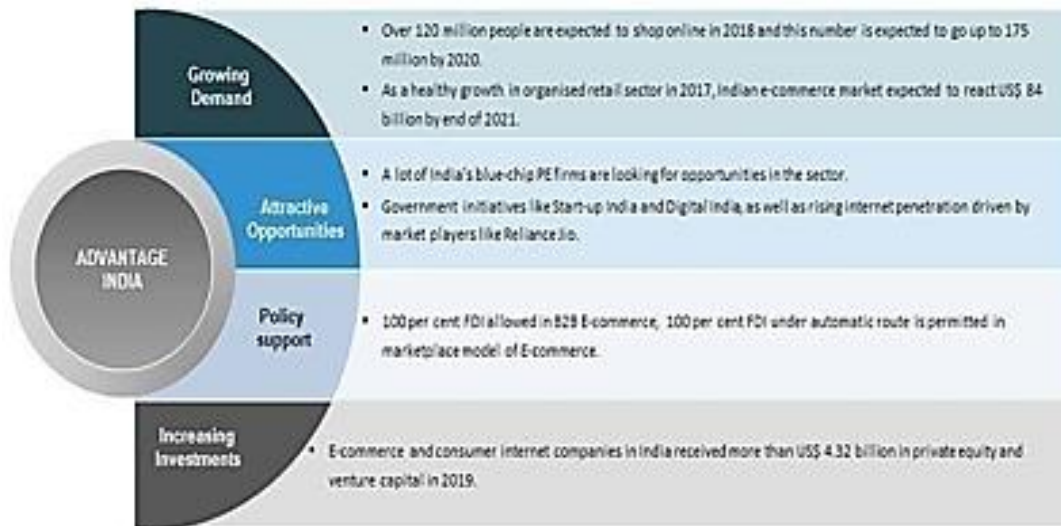 Growing
Demand
• Over 120 million people are expected to shop online in 2018 and this number is expected to go up to 175
million by 2020.
• As a healthy growth in organised retail sector in 2017, Indian e-commerce market expected to react US$ 84
billion by end of 2021.
ADVANTAGE
INDIA
Attractive
Opportunities
• A lot of India's blue-chip PE firms are looking for opportunities in the sector.
• Government initiatives like Start-up India and Digital India, as well as rising internet penetration driven by
market players like Reliance Jio.
Policy
support
• 100 per cent FDI allowed in B2B E-commerce, 100 per cent FDI under automatic route is permitted in
marketplace model of E-commerce.
Increasing
Investments
• E-commerce and consumer internet companies in India received more than US$ 4.32 billion in private equity and
venture capital in 2019.